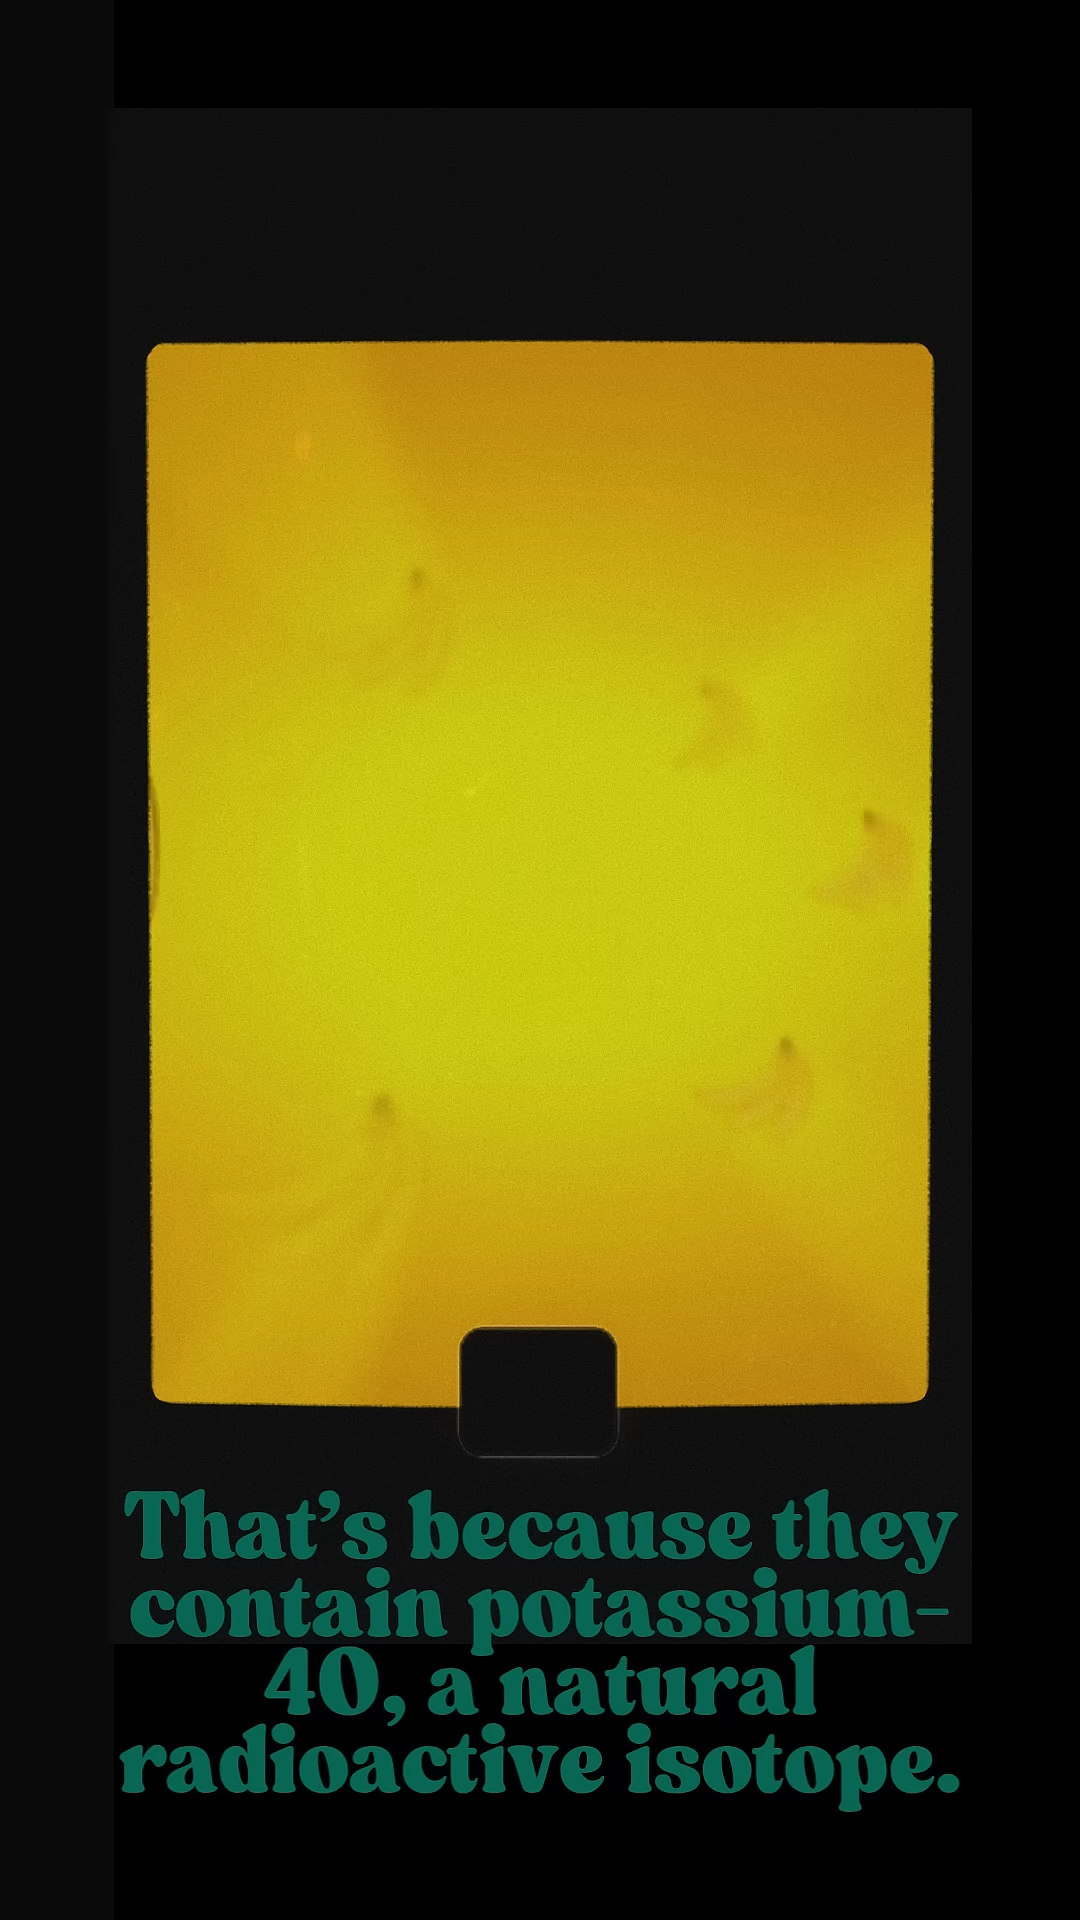 That’s because they
contain potassium-
40, a natural
radioactive isotope.